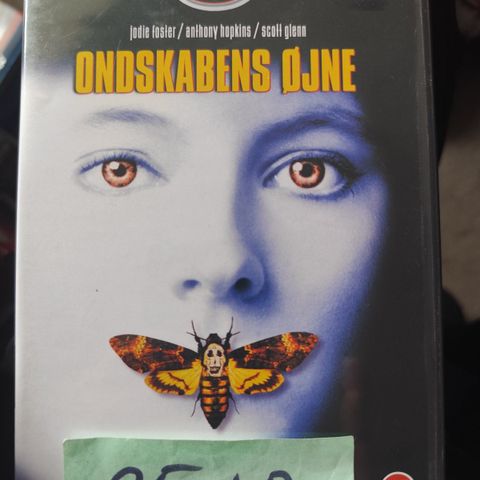 jodie foster / anthony hopkins / scott glenn
ONDSKABENS ØJNE